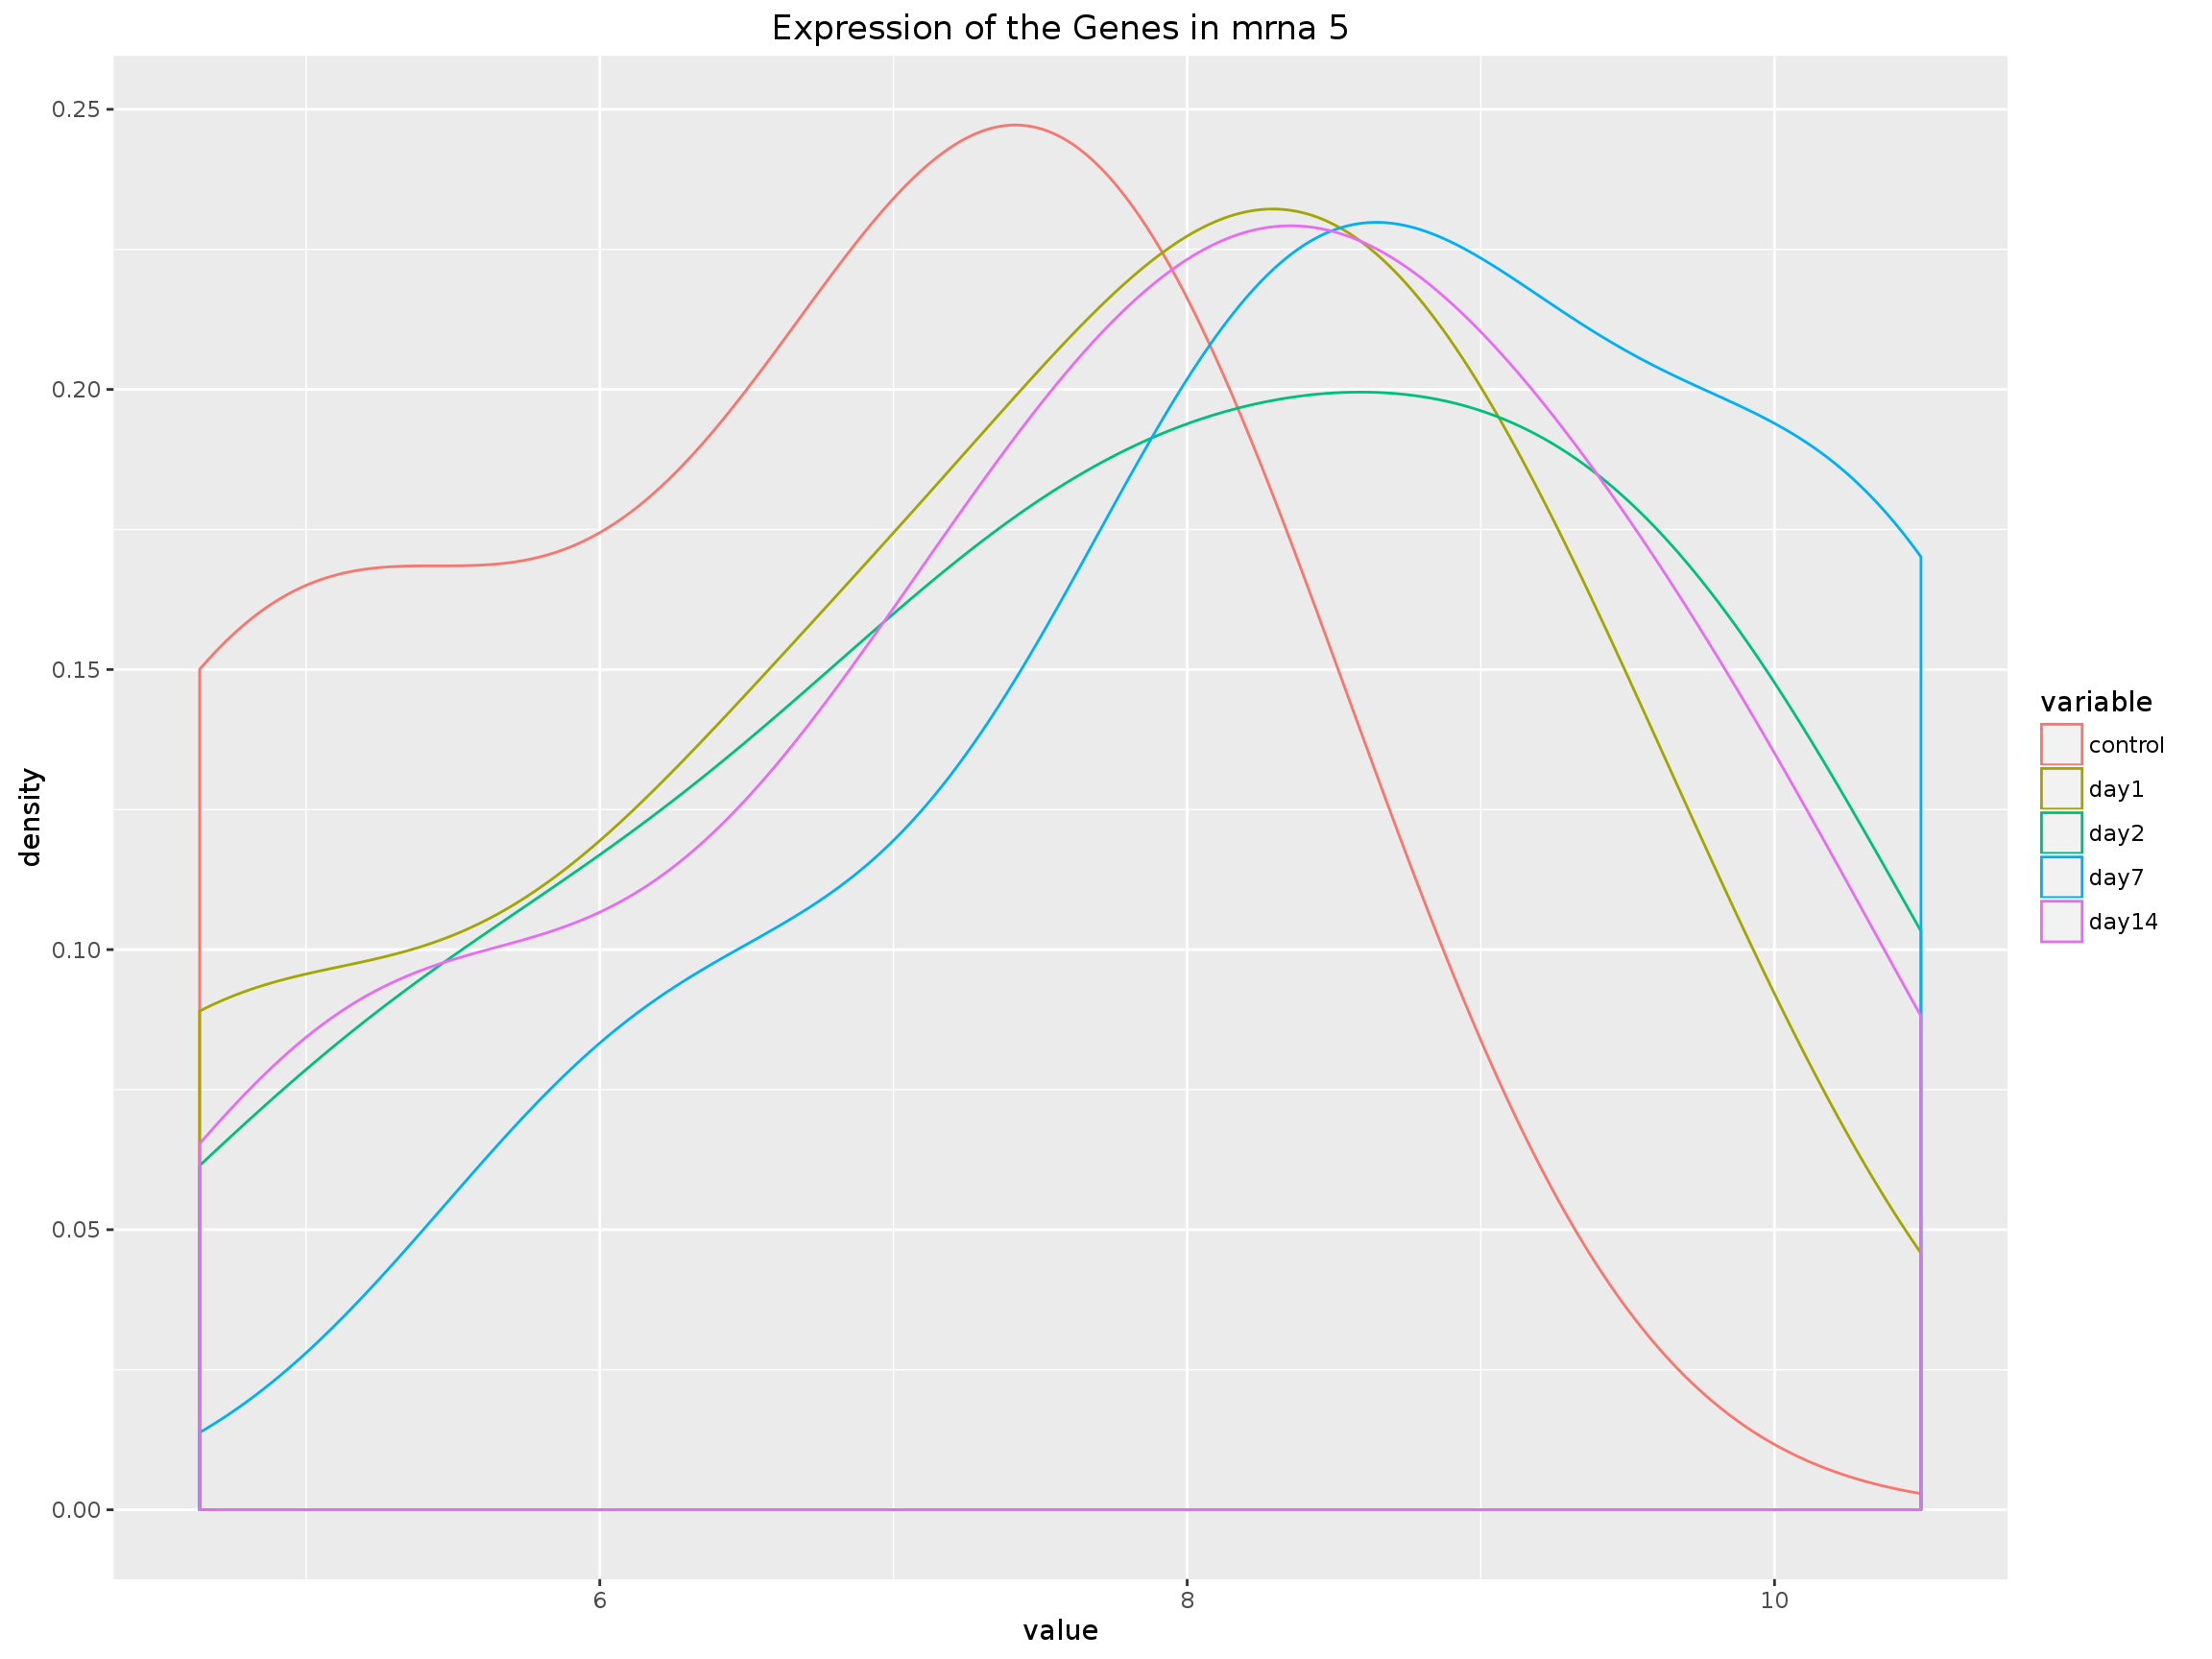 Expression of the Genes in mrna 5
0.25
0.20
0.15
0.10
0.05
0.00
density
6
8
10
value
variable
control
day1
day2
day7
day14